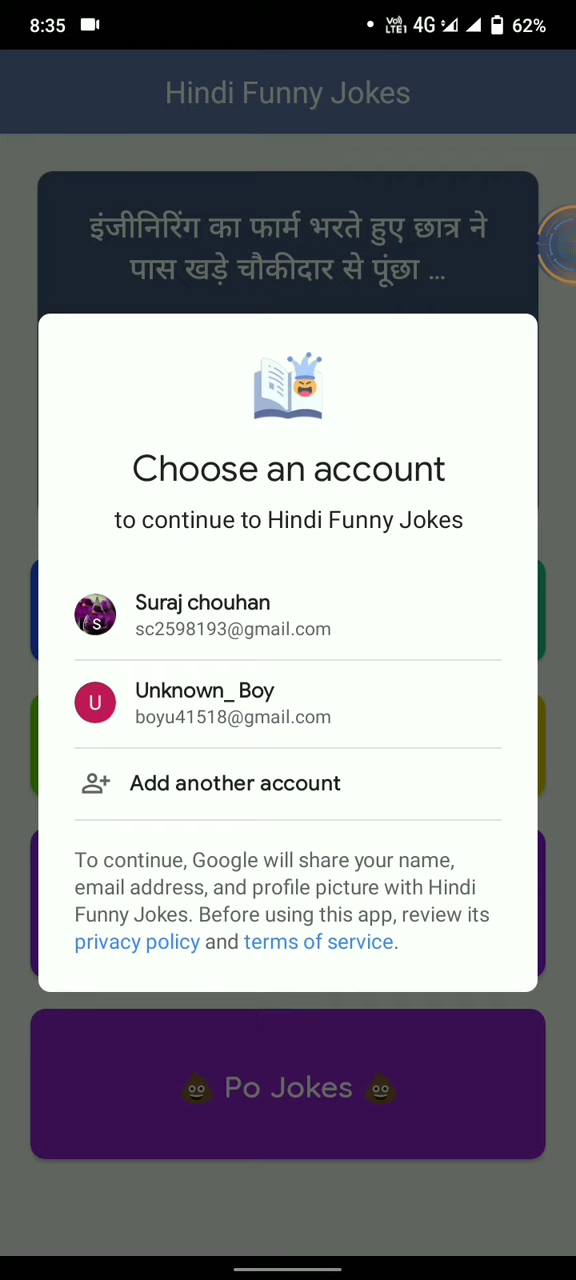 8:35 4G 62%
Hindi Funny Jokes
इंजीनिरिंग का फार्म भरते हुए छात्र ने
पास खड़े चौकीदार से पूंछा ...
Choose an account
to continue to Hindi Funny Jokes
Suraj chouhan
S
sc2598193@gmail.com
Unknown_ Boy
U
boyu41518@gmail.com
Add another account
To continue, Google will share your name,
email address, and profile picture with Hindi
Funny Jokes. Before using this app, review its
privacy policy and terms of service.
💩 Po Jokes 💩